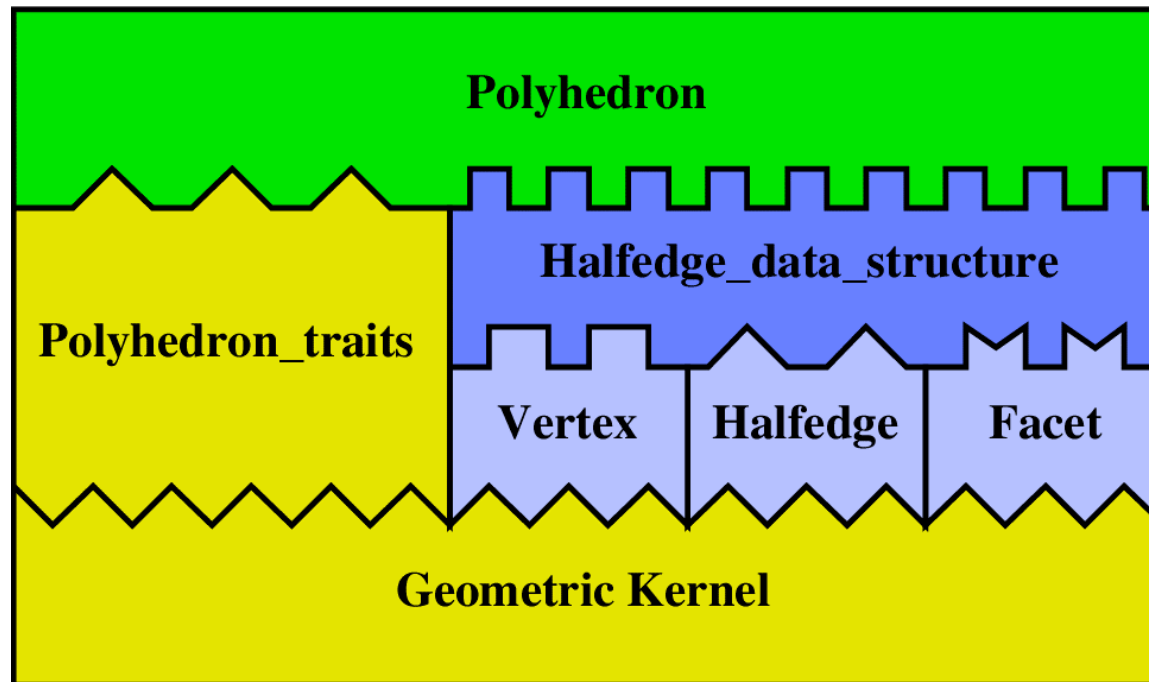 Polyhedron
Halfedge_data_structure
Polyhedron_traits
Vertex
Halfedge
Facet
Geometric Kernel